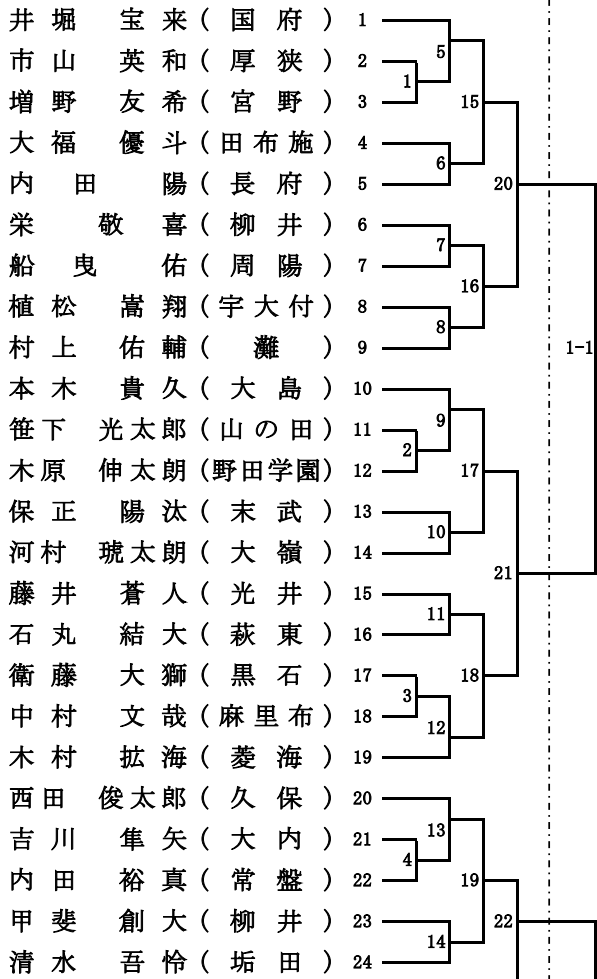 井堀 宝来(国府) 1
市山 英和(厚狭) 2
増野 友希(宮野) 3
大福 優斗(田布施) 4
内田 陽(長府) 5
栄 敬喜(柳井) 6
船曳 佑(周陽) 7
植松 嵩翔(宇大付) 8
村上 佑輔(灘) 9
本木 貴久(大島) 10
笹下 光太郎(山の田) 11
木原 伸太朗(野田学園) 12
保正 陽汰(末武) 13
河村 琥太朗(大嶺) 14
藤井 蒼人(光井) 15
石丸 結大(萩東) 16
衛藤 大獅(黒石) 17
中村 文哉(麻里布) 18
木村 拡海(菱海) 19
西田 俊太郎(久保) 20
吉川 隼矢(大内) 21
内田 裕真(常盤) 22
甲斐 創大(柳井) 23
清水 吾怜(垢田) 24
1
2
3
4
5
6
7
8
9
10
11
12
13
14
15
16
17
18
19
20
21
22
1-1